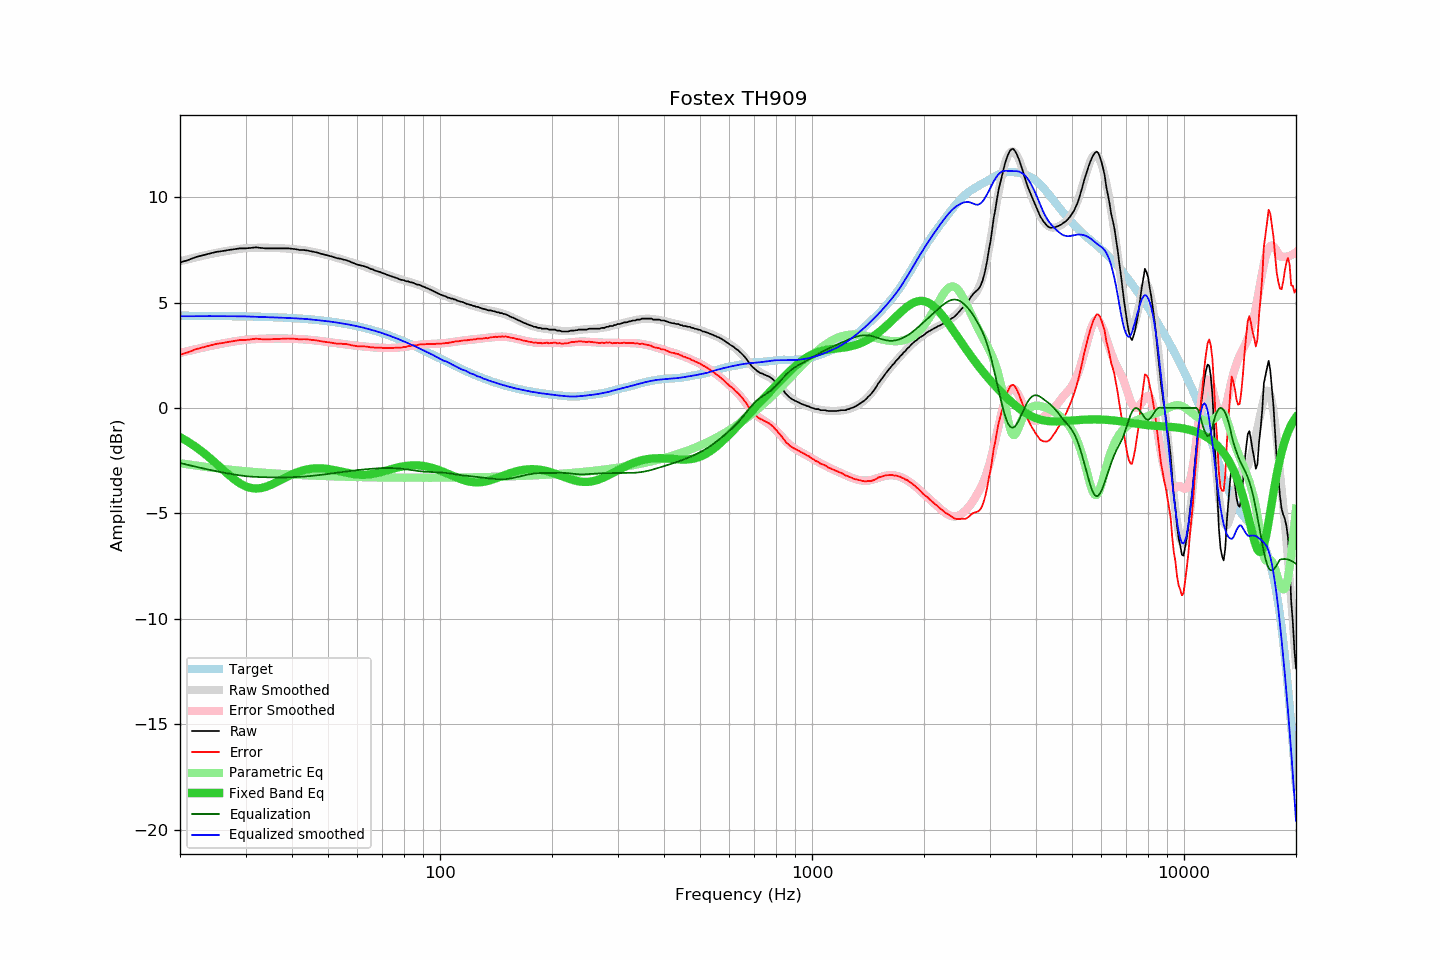 Fostex TH909
Amplitude (dBr)
10
5
0
−5
−10
−15
−20
Target
Raw Smoothed
Error Smoothed
Raw
Error
Parametric Eq
Fixed Band Eq
Equalization
Equalized smoothed
100
1000
10000
Frequency (Hz)